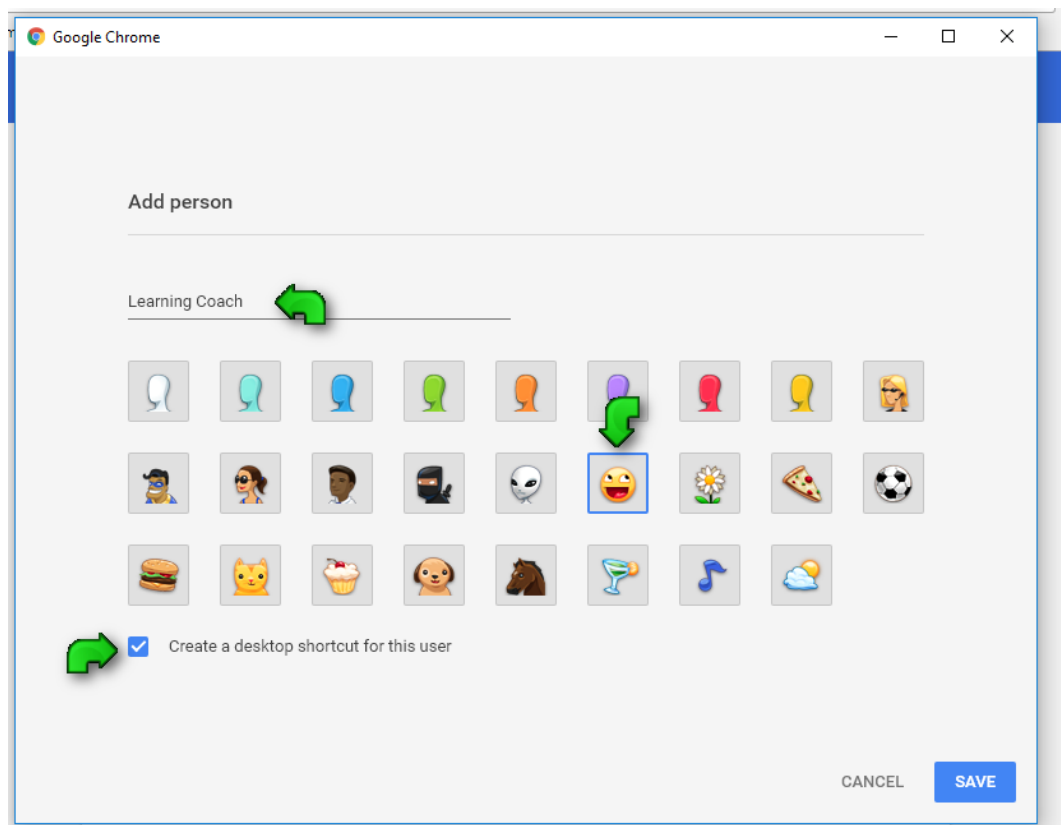 Google Chrome
Add person
Learning Coach
Create a desktop shortcut for this user
CANCEL SAVE